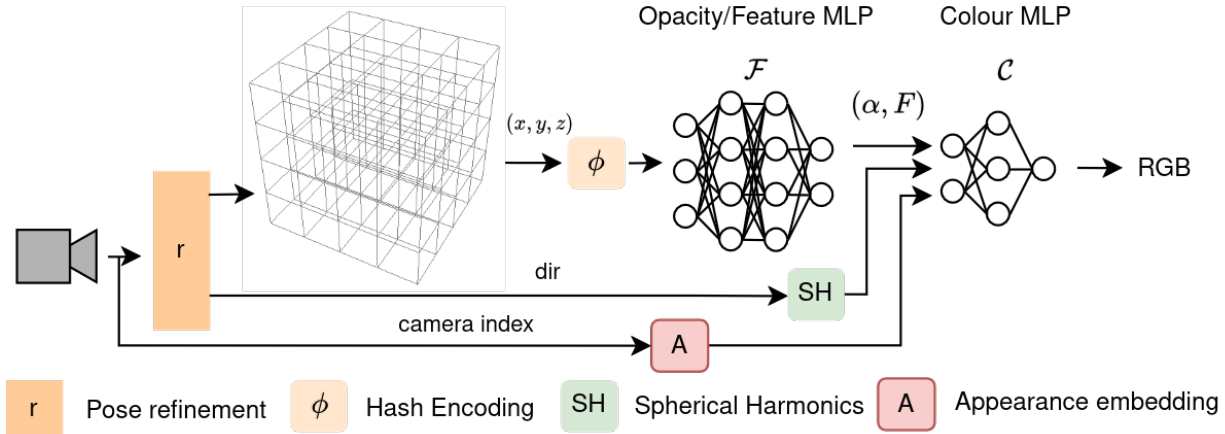 Opacity/Feature MLP
Colour MLP
𝓕
𝓒
(x, y, z)
(α, F)
ϕ
RGB
r
dir
SH
camera index
A
r Pose refinement
ϕ Hash Encoding
SH Spherical Harmonics
A Appearance embedding